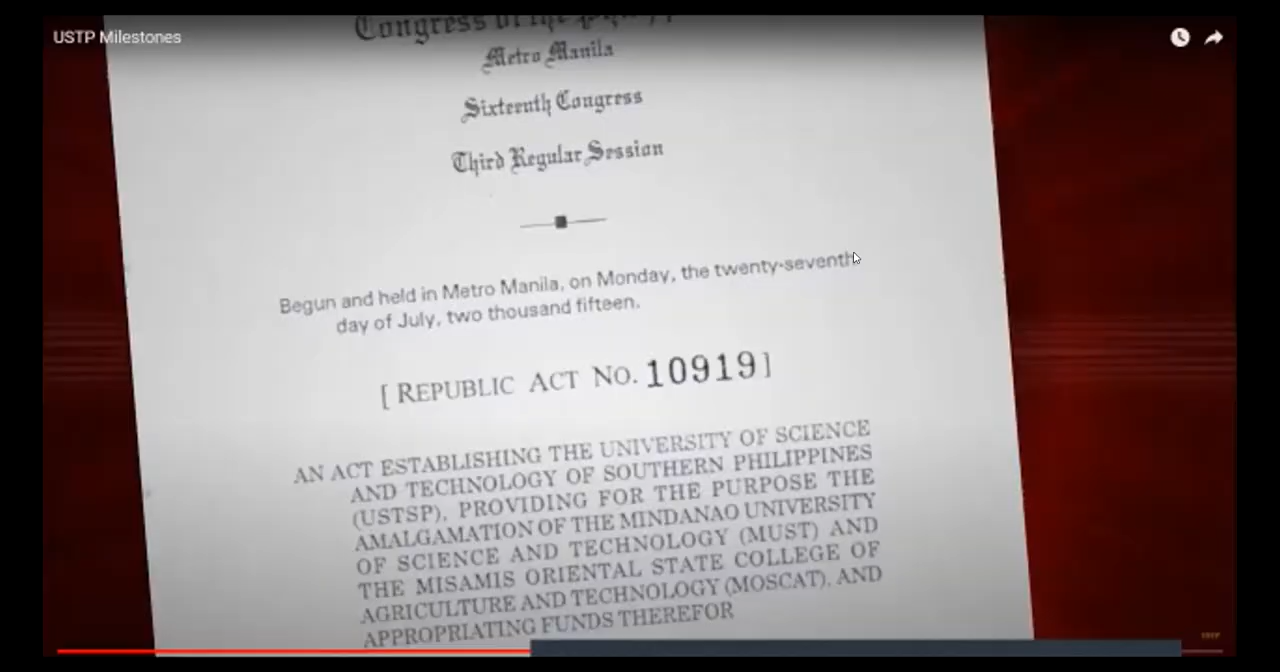 USTP Milestones
Congress of the
Metro Manila
Sixteenth Congress
Third Regular Session
Begun and held in Metro Manila, on Monday, the twenty-seventh
day of July, two thousand fifteen.
[ REPUBLIC ACT NO. 10919 ]
AN ACT ESTABLISHING THE UNIVERSITY OF SCIENCE
AND TECHNOLOGY OF SOUTHERN PHILIPPINES
(USTSP), PROVIDING FOR THE PURPOSE THE
AMALGAMATION OF THE MINDANAO UNIVERSITY
OF SCIENCE AND TECHNOLOGY (MUST) AND
THE MISAMIS ORIENTAL STATE COLLEGE OF
AGRICULTURE AND TECHNOLOGY (MOSCAT), AND
APPROPRIATING FUNDS THEREFOR